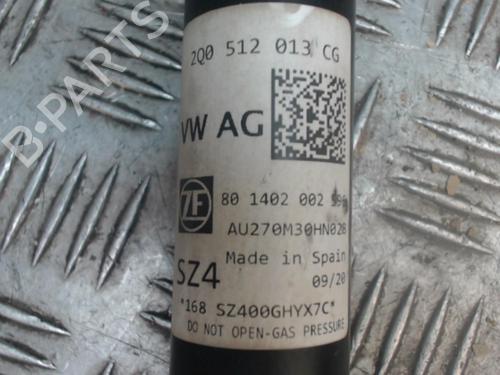 B-PARTS
2Q0 512 013 CG
VW AG
ZF
80 1402 002
AU270M30HN028
Made in Spain
SZ4
09/20
*168 SZ400GHYX7C*
DO NOT OPEN-GAS PRESSURE